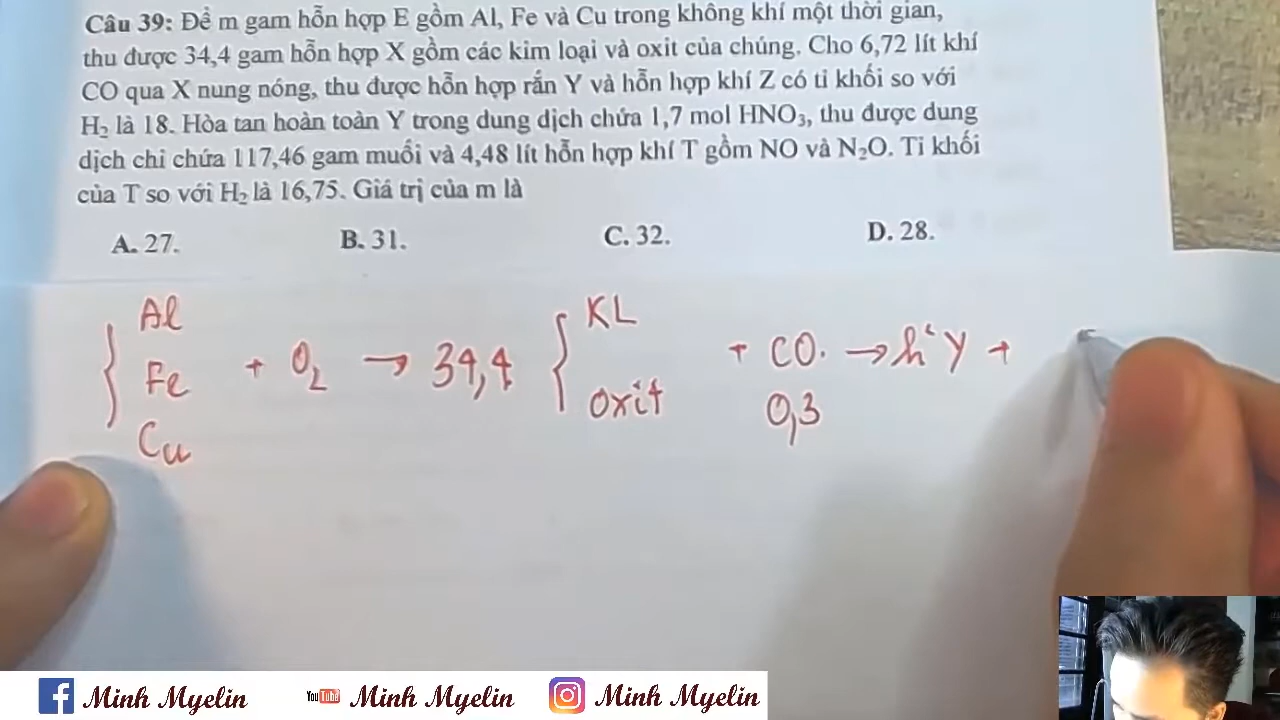 Câu 39: Để m gam hỗn hợp E gồm Al, Fe và Cu trong không khí một thời gian,
thu được 34,4 gam hỗn hợp X gồm các kim loại và oxit của chúng. Cho 6,72 lít khí
CO qua X nung nóng, thu được hỗn hợp rắn Y và hỗn hợp khí Z có tỉ khối so với
H₂ là 18. Hòa tan hoàn toàn Y trong dung dịch chứa 1,7 mol HNO₃, thu được dung
dịch chỉ chứa 117,46 gam muối và 4,48 lít hỗn hợp khí T gồm NO và N₂O. Tỉ khối
của T so với H₂ là 16,75. Giá trị của m là
A. 27. B. 31. C. 32. D. 28.
Al KL
Fe + O₂ → 34,4 + CO. → h² Y +
Cu oxit 0,3
Minh Myelin YouTube Minh Myelin Minh Myelin